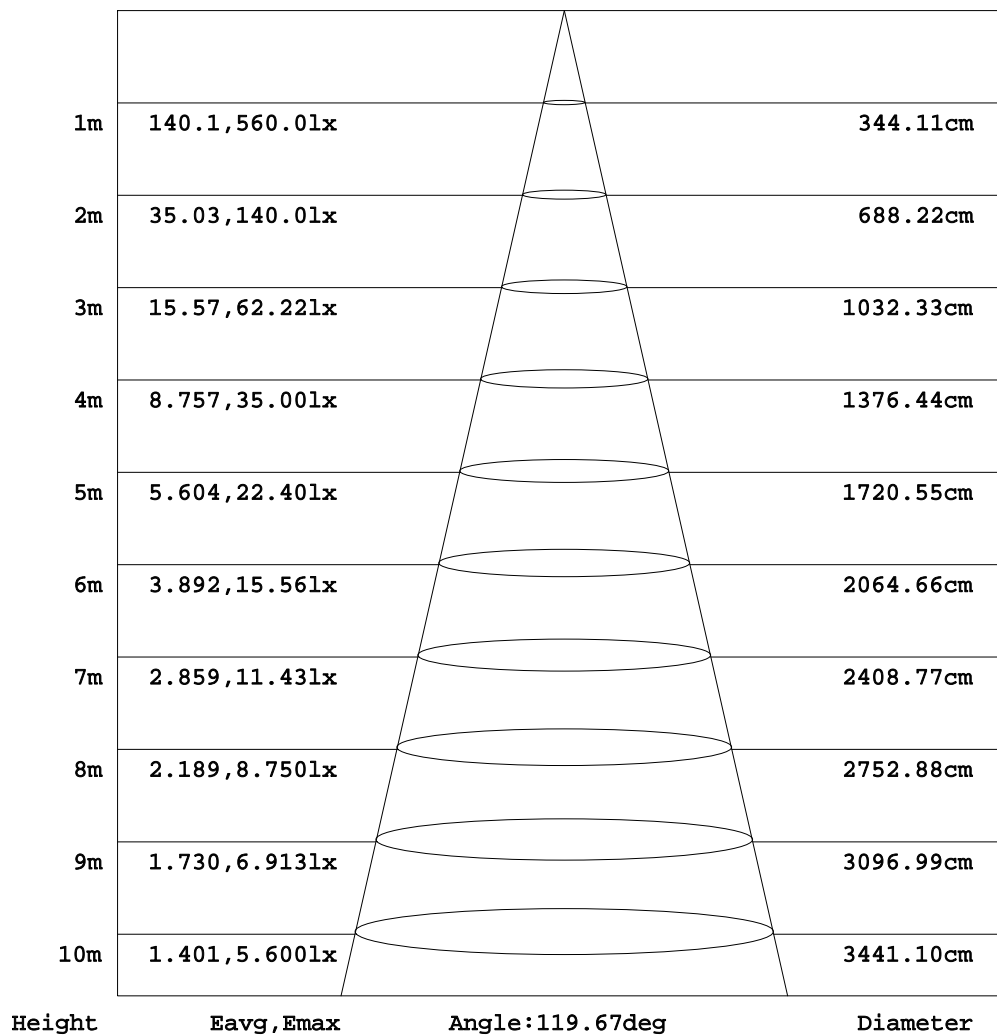 1m 140.1,560.0lx 344.11cm
2m 35.03,140.0lx 688.22cm
3m 15.57,62.22lx 1032.33cm
4m 8.757,35.00lx 1376.44cm
5m 5.604,22.40lx 1720.55cm
6m 3.892,15.56lx 2064.66cm
7m 2.859,11.43lx 2408.77cm
8m 2.189,8.750lx 2752.88cm
9m 1.730,6.913lx 3096.99cm
10m 1.401,5.600lx 3441.10cm
Height Eavg,Emax Angle:119.67deg Diameter